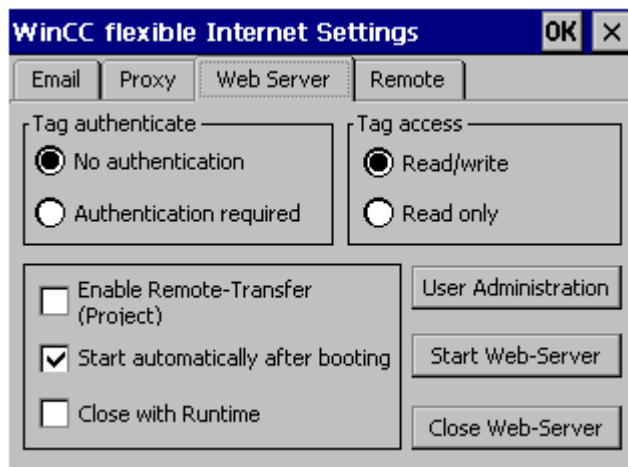 WinCC flexible Internet Settings OK ×
Email Proxy Web Server Remote
Tag authenticate
No authentication
Authentication required
Tag access
Read/write
Read only
Enable Remote-Transfer
(Project)
Start automatically after booting
Close with Runtime
User Administration
Start Web-Server
Close Web-Server